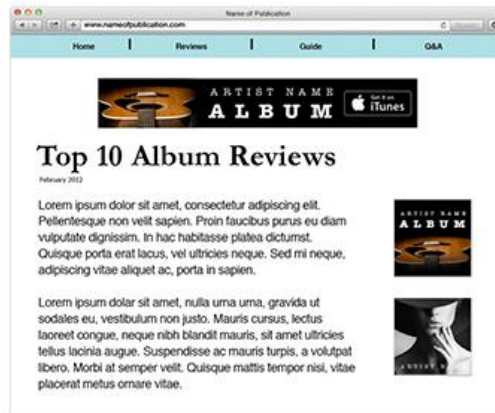 Name of Publication
www.nameofpublication.com
Home Reviews Guide Q&A
ARTIST NAME
ALBUM
Get it on
iTunes
Top 10 Album Reviews
February 2012
Lorem ipsum dolor sit amet, consectetur adipiscing elit.
Pellentesque non velit sapien. Proin faucibus purus eu diam
vulputate dignissim. In hac habitasse platea dictumst.
Quisque porta erat lacus, vel ultricies neque. Sed mi neque,
adipiscing vitae aliquet ac, porta in sapien.
ARTIST NAME
ALBUM
Lorem ipsum dolar sit amet, nulla urna urna, gravida ut
sodales eu, vestibulum non justo. Mauris cursus, lectus
laoreet congue, neque nibh blandit mauris, sit amet ultricies
tellus lacinia augue. Suspendisse ac mauris turpis, a volutpat
libero. Morbi at semper velit. Quisque mattis tempor nisi, vitae
placerat metus ornare vitae.